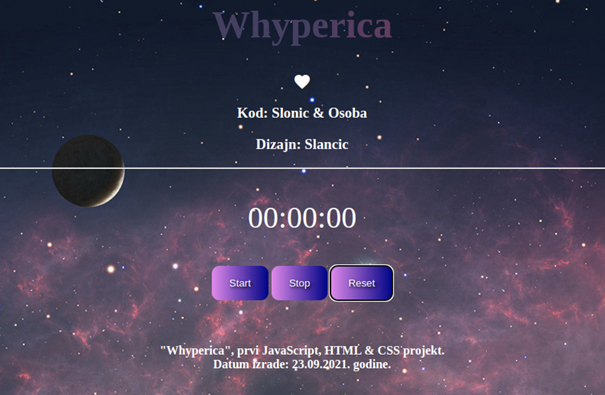 Whyperica
Kod: Slonic & Osoba
Dizajn: Slancic
00:00:00
Start Stop Reset
"Whyperica", prvi JavaScript, HTML & CSS projekt.
Datum Izrade: 23.09.2021. godine.